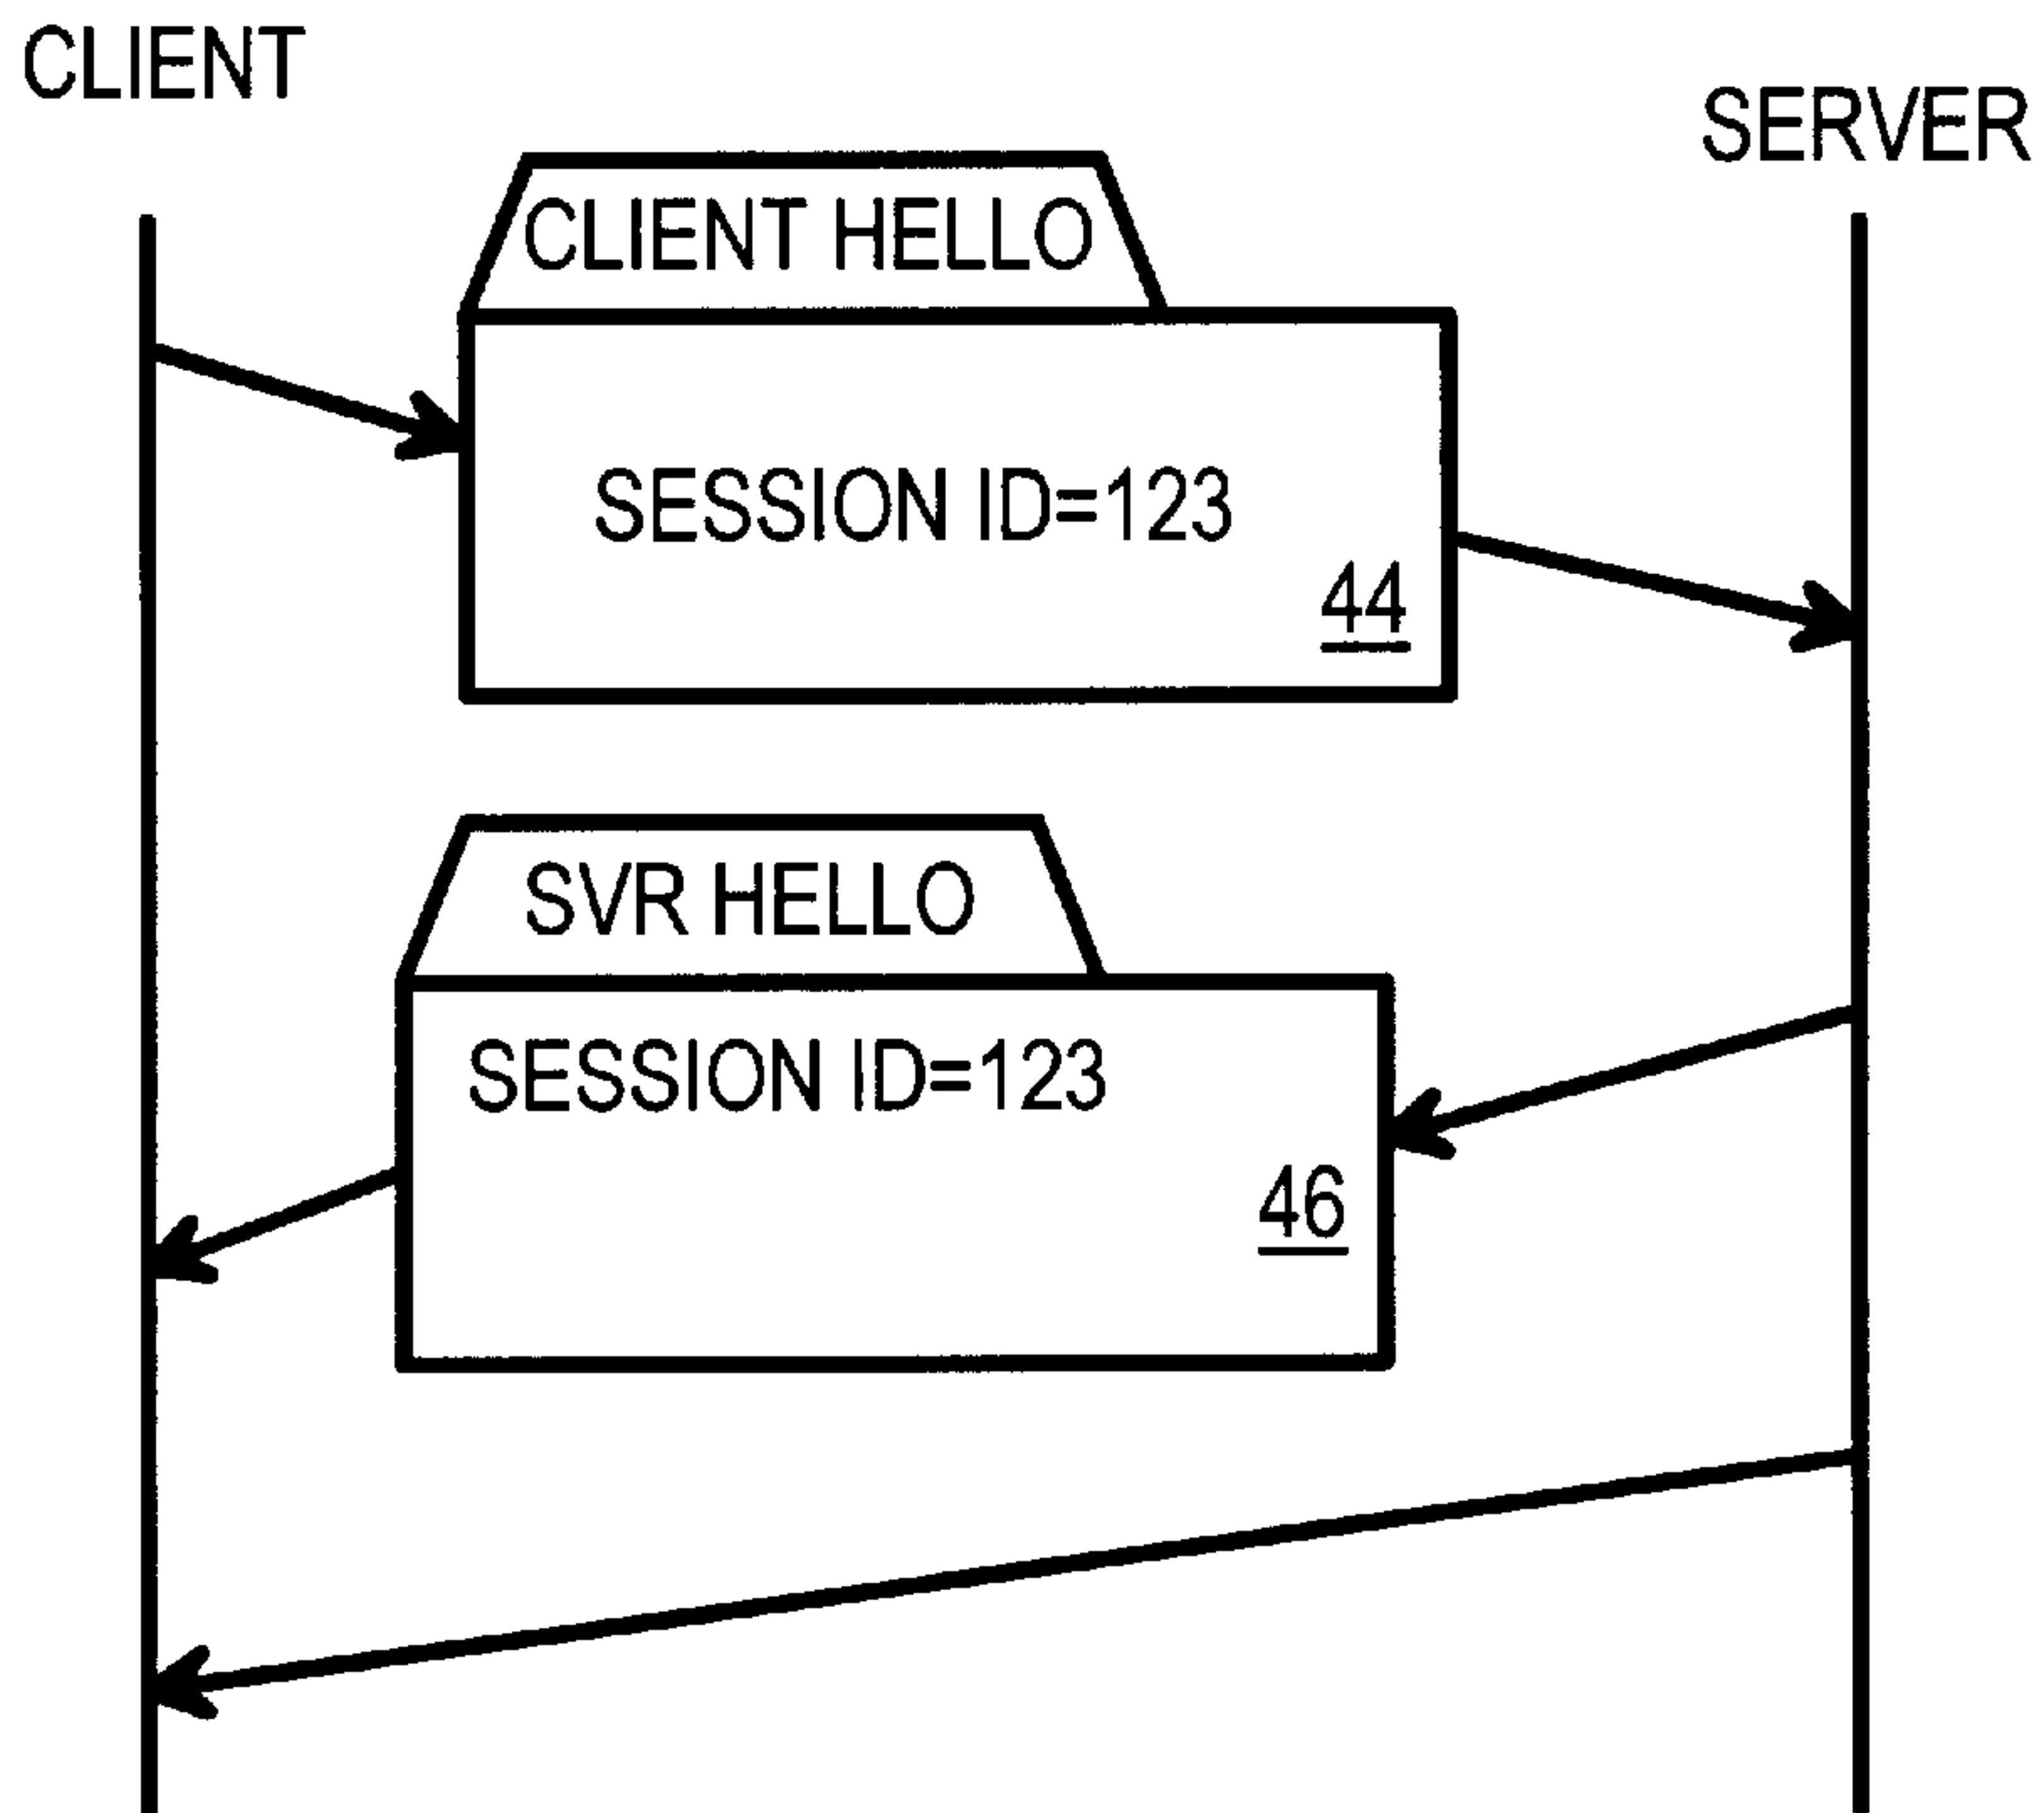 CLIENT
SERVER
CLIENT HELLO
SESSION ID=123
44
SVR HELLO
SESSION ID=123
46